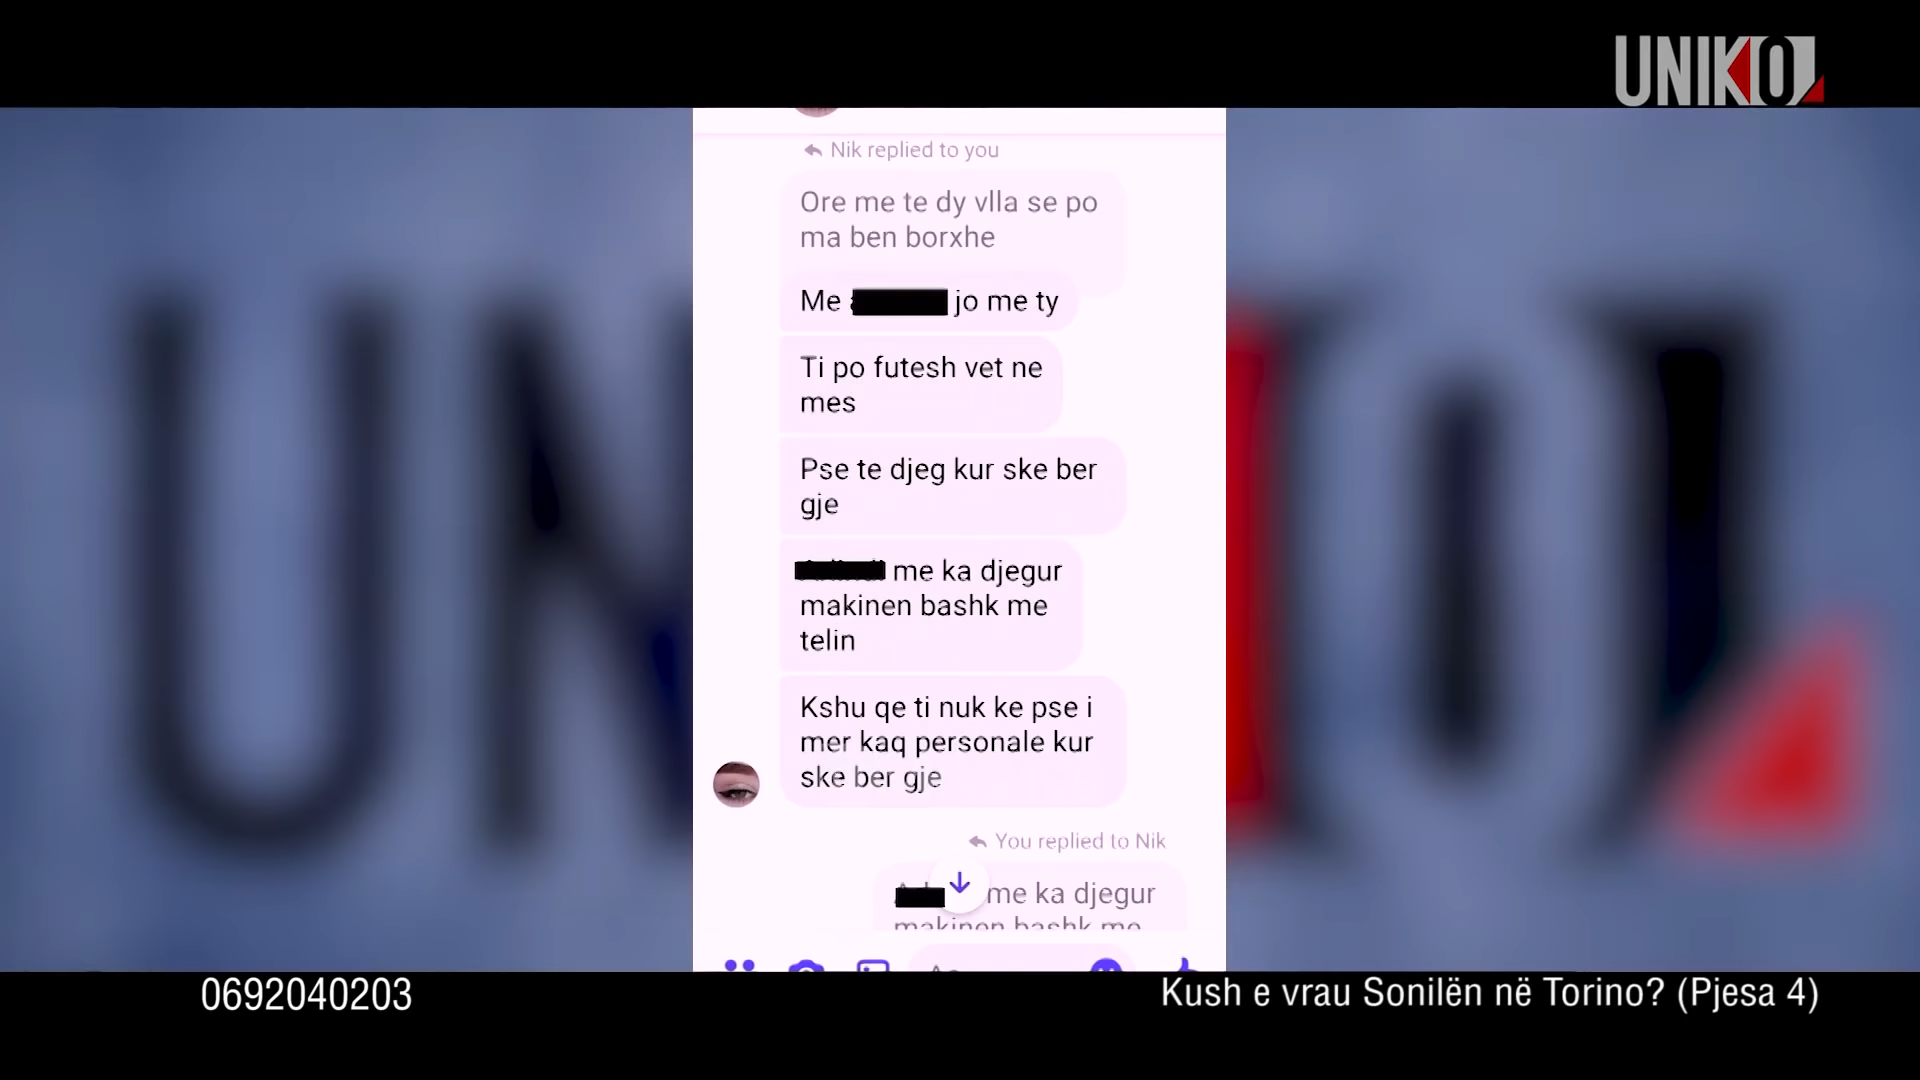 UNIKO
Nik replied to you
Ore me te dy vlla se po
ma ben borxhe
Me jo me ty
Ti po futesh vet ne
mes
Pse te djeg kur ske ber
gje
me ka djegur
makinen bashk me
telin
Kshu qe ti nuk ke pse i
mer kaq personale kur
ske ber gje
You replied to Nik
me ka djegur
makinen bashk me
0692040203
Kush e vrau Sonilën në Torino? (Pjesa 4)